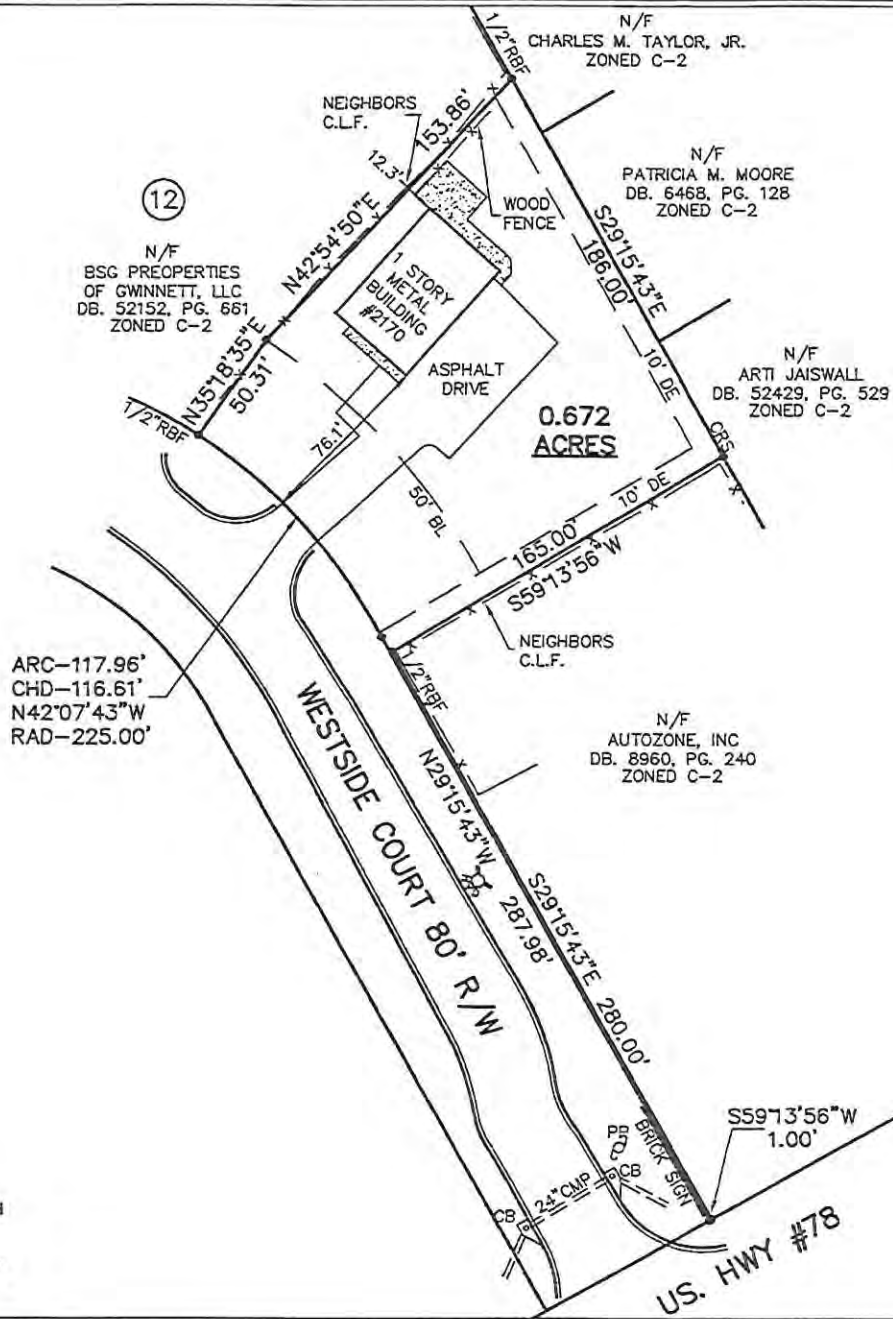 1/2"RBF
N/F
CHARLES M. TAYLOR, JR.
ZONED C-2
NEIGHBORS
C.L.F.
153.86'
12.3'
12
N/F
PATRICIA M. MOORE
DB. 6468, PG. 128
ZONED C-2
WOOD
FENCE
N/F
BSG PREOPERTIES
OF GWINNETT, LLC
DB. 52152, PG. 661
ZONED C-2
N42°54'50"E
S29°15'43"E
186.00'
1 STORY
METAL
BUILDING
#2170
N35°18'35"E
50.31'
ASPHALT
DRIVE
10' DE
N/F
ARTI JAISWALL
DB. 52429, PG. 529
ZONED C-2
1/2"RBF
0.672
ACRES
CRS
76.1'
50' BL
10' DE
165.00'
S59°13'56"W
NEIGHBORS
C.L.F.
1/2"RBF
ARC-117.96'
CHD-116.61'
N42°07'43"W
RAD-225.00'
WESTSIDE COURT 80' R/W
N/F
AUTOZONE, INC
DB. 8960, PG. 240
ZONED C-2
N29°15'43"W 287.98'
S29°15'43"E 280.00'
S59°13'56"W
1.00'
BRICK SIGN
PB
CB
24"CMP
CB
US. HWY #78